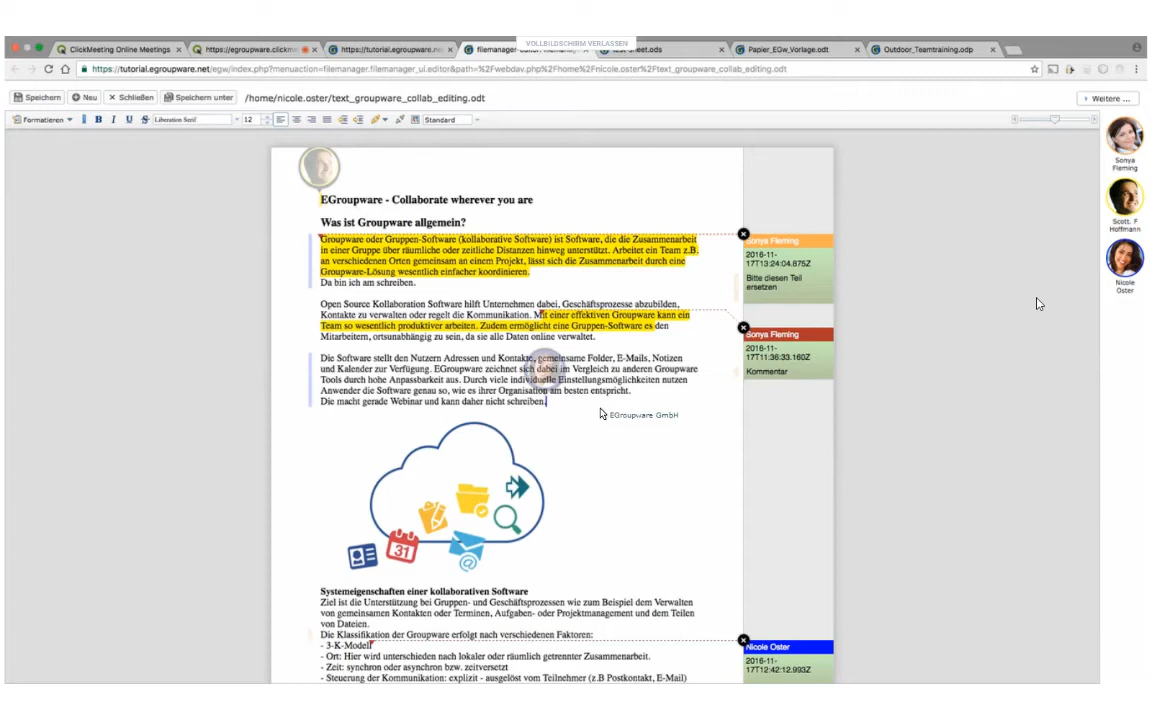 VOLLBILDSCHIRM VERLASSEN
ClickMeeting Online Meetings
https://egroupware.clickme
https://tutorial.egroupware.ne
filemanager-editor: filemana
test-sheet.ods
Papier_EGw_Vorlage.odt
Outdoor_Teamtraining.odp
https://tutorial.egroupware.net/egw/index.php?menuaction=filemanager.filemanager_ui.editor&path=%2Fwebdav.php%2Fhome%2Fnicole.oster%2Ftext_groupware_collab_editing.odt
Speichern Neu Schließen Speichern unter /home/nicole.oster/text_groupware_collab_editing.odt
Weitere ...
Formatieren B I U S Liberation Serif 12 Standard
Sonya
Fleming
Scott. F
Hoffmann
Nicole
Oster
EGroupware - Collaborate wherever you are
Was ist Groupware allgemein?
Groupware oder Gruppen-Software (kollaborative Software) ist Software, die die Zusammenarbeit
in einer Gruppe über räumliche oder zeitliche Distanzen hinweg unterstützt. Arbeitet ein Team z.B.
an verschiedenen Orten gemeinsam an einem Projekt, lässt sich die Zusammenarbeit durch eine
Groupware-Lösung wesentlich einfacher koordinieren.
Da bin ich am schreiben.
Open Source Kollaboration Software hilft Unternehmen dabei, Geschäftsprozesse abzubilden,
Kontakte zu verwalten oder regelt die Kommunikation. Mit einer effektiven Groupware kann ein
Team so wesentlich produktiver arbeiten. Zudem ermöglicht eine Gruppen-Software es den
Mitarbeitern, ortsunabhängig zu sein, da sie alle Daten online verwaltet.
Die Software stellt den Nutzern Adressen und Kontakte, gemeinsame Folder, E-Mails, Notizen
und Kalender zur Verfügung. EGroupware zeichnet sich dabei im Vergleich zu anderen Groupware
Tools durch hohe Anpassbarkeit aus. Durch viele individuelle Einstellungsmöglichkeiten nutzen
Anwender die Software genau so, wie es ihrer Organisation am besten entspricht.
Die macht gerade Webinar und kann daher nicht schreiben.
EGroupware GmbH
31
@
Systemeigenschaften einer kollaborativen Software
Ziel ist die Unterstützung bei Gruppen- und Geschäftsprozessen wie zum Beispiel dem Verwalten
von gemeinsamen Kontakten oder Terminen, Aufgaben- oder Projektmanagement und dem Teilen
von Dateien.
Die Klassifikation der Groupware erfolgt nach verschiedenen Faktoren:
- 3-K-Modell
- Ort: Hier wird unterschieden nach lokaler oder räumlich getrennter Zusammenarbeit.
- Zeit: synchron oder asynchron bzw. zeitversetzt
- Steuerung der Kommunikation: explizit - ausgelöst vom Teilnehmer (z.B Postkontakt, E-Mail)
Sonya Fleming
2016-11-
17T13:24:04.875Z
Bitte diesen Teil
ersetzen
Sonya Fleming
2016-11-
17T11:36:33.160Z
Kommentar
Nicole Oster
2016-11-
17T12:42:12.993Z